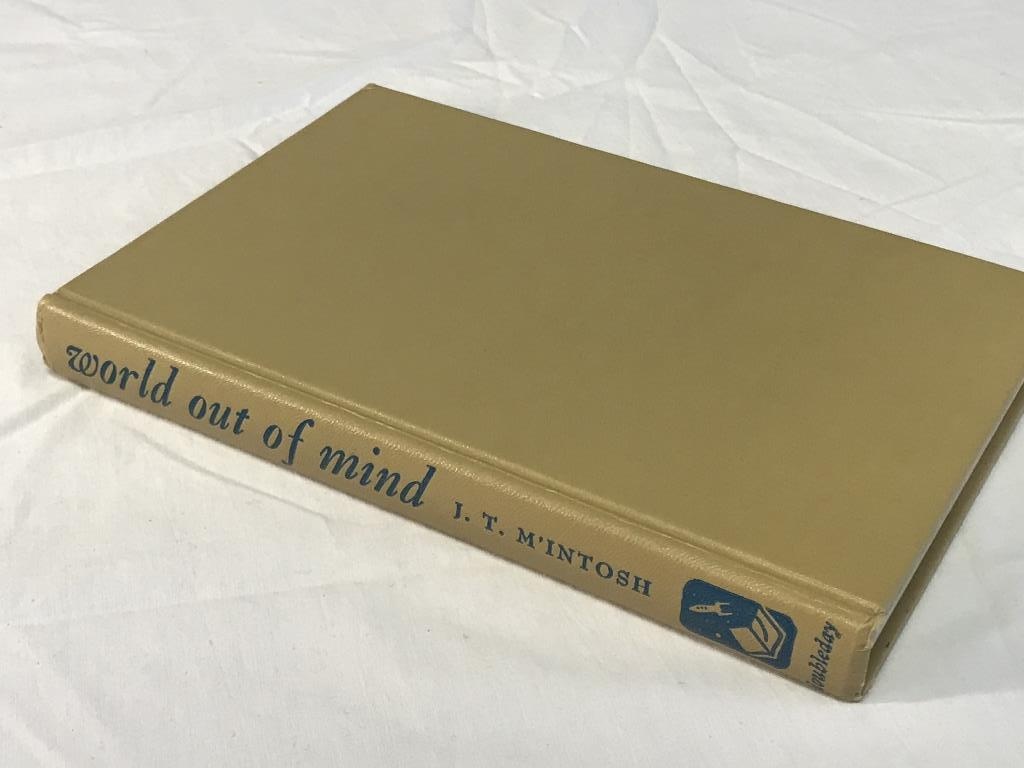 world out of mind
J. T. M'INTOSH
doubleday